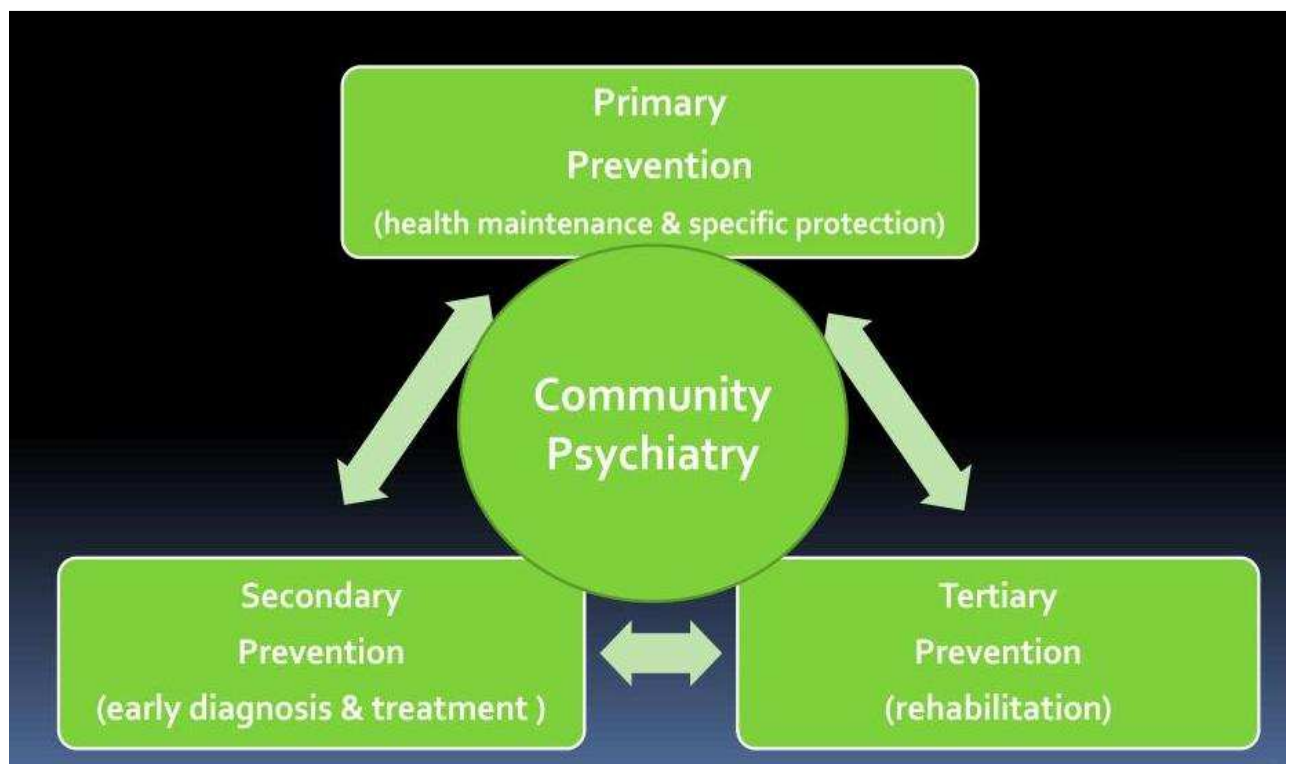 Primary
Prevention
(health maintenance & specific protection)
Community
Psychiatry
Secondary
Prevention
(early diagnosis & treatment )
Tertiary
Prevention
(rehabilitation)